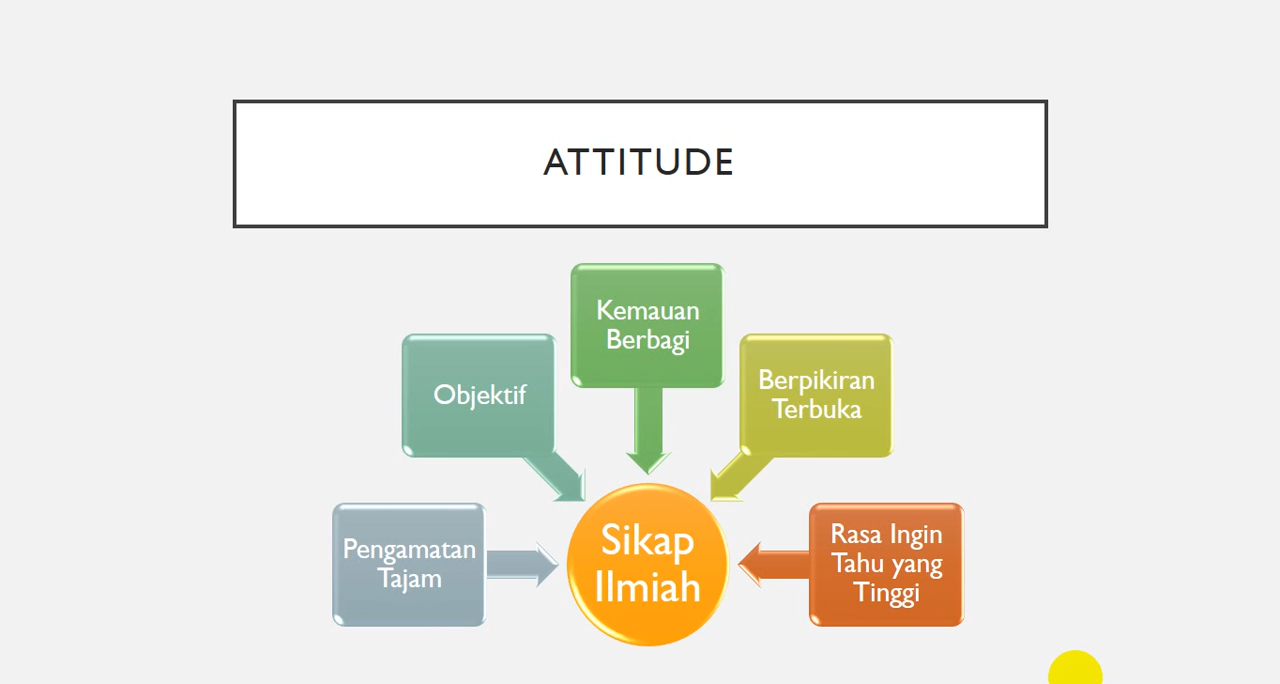 ATTITUDE
Pengamatan
Tajam
Objektif
Kemauan
Berbagi
Berpikiran
Terbuka
Rasa Ingin
Tahu yang
Tinggi
Sikap
Ilmiah